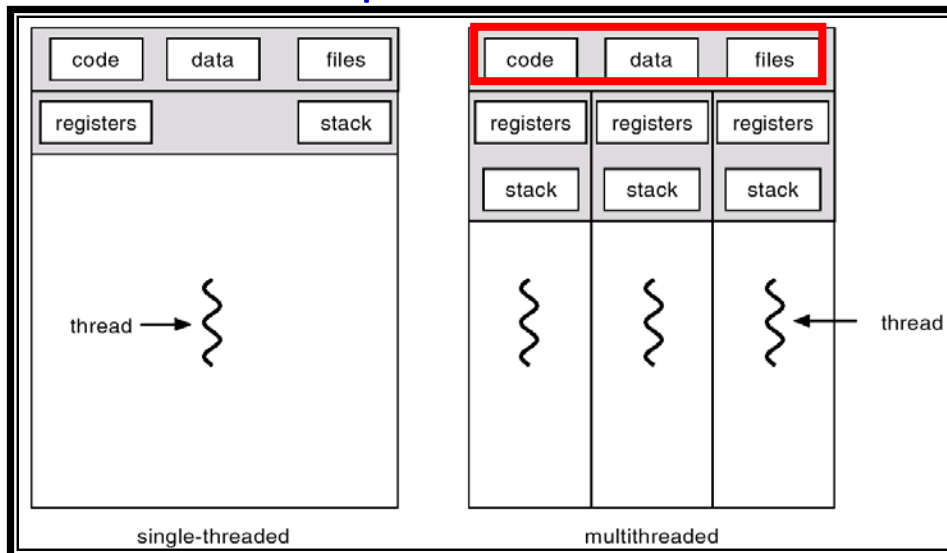 code data files code data files
registers stack registers registers registers
stack stack stack
thread thread
single-threaded multithreaded